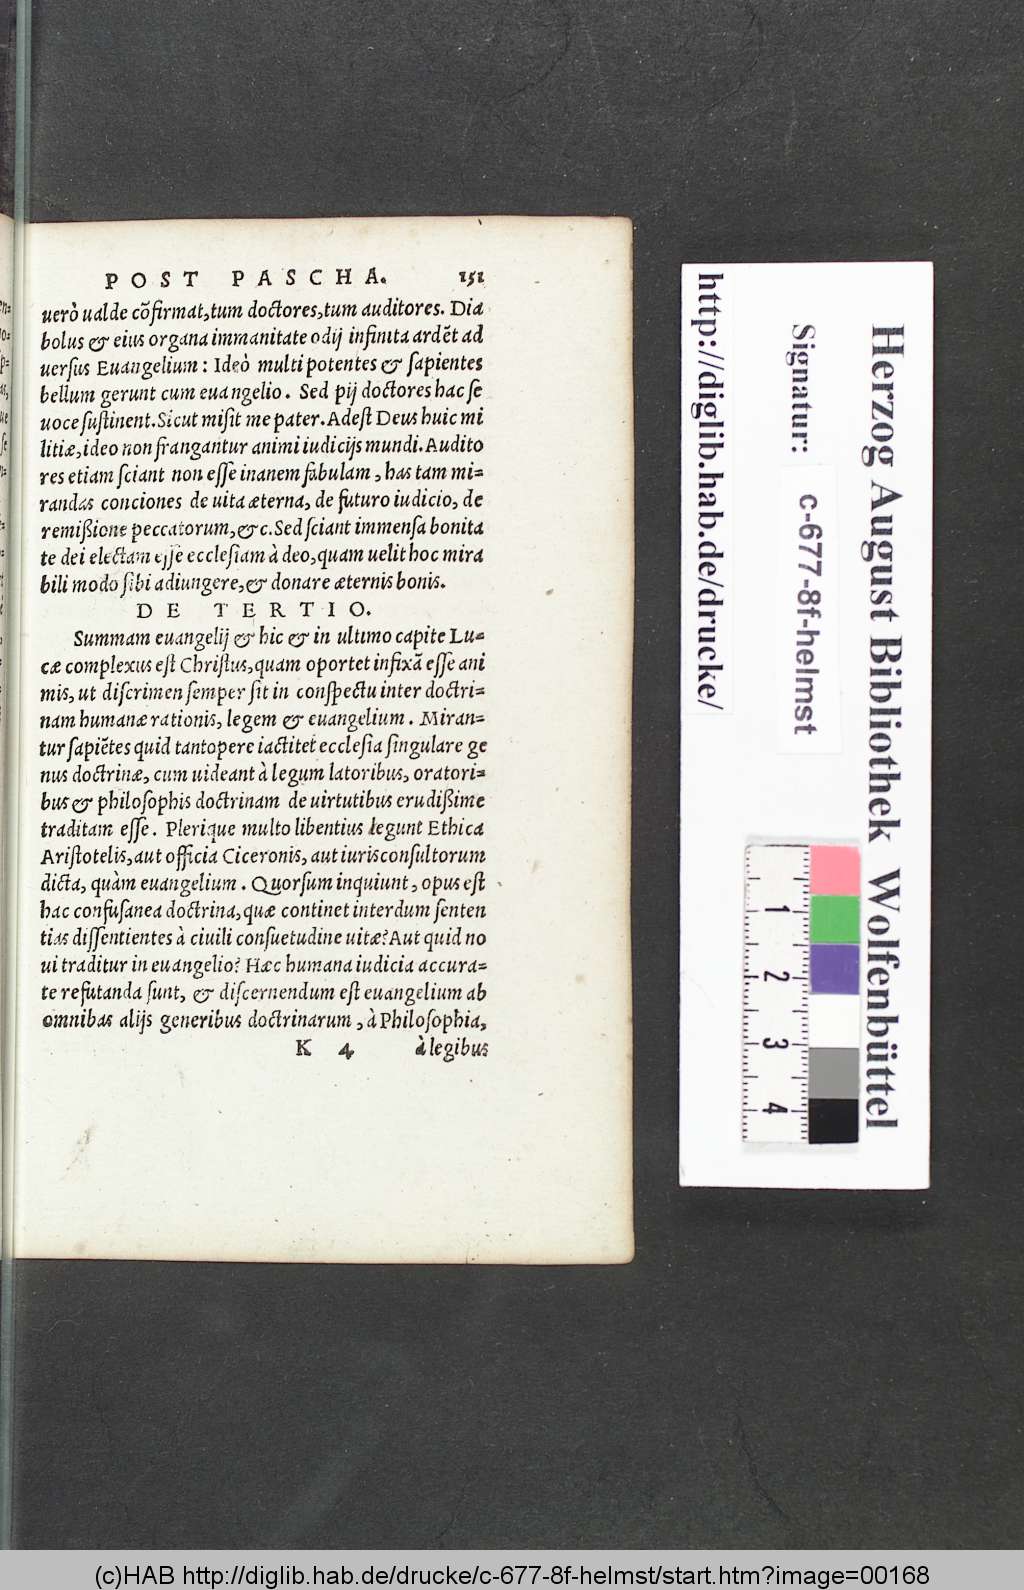 POST PASCHA. 151
uerò ualde cõfirmat, tum doctores, tum auditores. Dia
bolus & eius organa immanitate odij infinita ardẽt ad
uersus Euangelium: Ideò multi potentes & sapientes
bellum gerunt cum euangelio. Sed pij doctores hac se
uoce sustinent. Sicut misit me pater. Adest Deus huic mi
litiæ, ideo non frangantur animi iudicijs mundi. Audito
res etiam sciant non esse inanem fabulam, has tam mi=
randas conciones de uita æterna, de futuro iudicio, de
remißione peccatorum, &c. Sed sciant immensa bonita
te dei electam esse ecclesiam à deo, quam uelit hoc mira
bili modo sibi adiungere, & donare æternis bonis.
DE TERTIO.
Summam euangelij & hic & in ultimo capite Lu=
cæ complexus est Christus, quam oportet infixã esse ani
mis, ut discrimen semper sit in conspectu inter doctri=
nam humanæ rationis, legem & euangelium. Miran=
tur sapiẽtes quid tantopere iactitet ecclesia singulare ge
nus doctrinæ, cum uideant à legum latoribus, oratori=
bus & philosophis doctrinam de uirtutibus erudißime
traditam esse. Plerique multo libentius legunt Ethica
Aristotelis, aut officia Ciceronis, aut iurisconsultorum
dicta, quàm euangelium. Quorsum inquiunt, opus est
hac confusanea doctrina, quæ continet interdum senten
tias dissentientes à ciuili consuetudine uitæ? Aut quid no
ui traditur in euangelio? Hæc humana iudicia accura=
te refutanda sunt, & discernendum est euangelium ab
omnibus alijs generibus doctrinarum, à Philosophia,
K 4 à legibus
Herzog August Bibliothek Wolfenbüttel
Signatur: c-677-8f-helmst
http://diglib.hab.de/drucke/
1 2 3 4
(c)HAB http://diglib.hab.de/drucke/c-677-8f-helmst/start.htm?image=00168